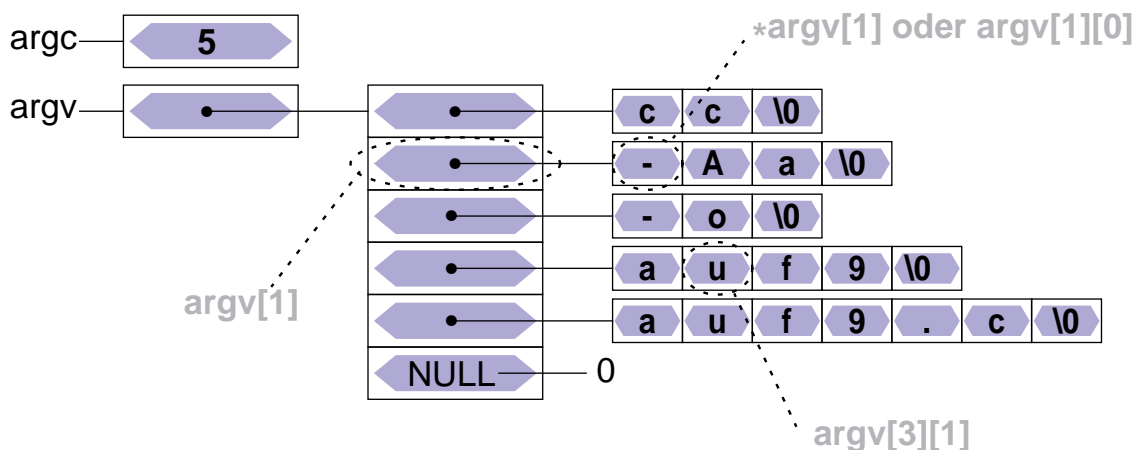 *argv[1] oder argv[1][0]
argc 5
argv c c \0
- A a \0
- o \0
a u f 9 \0
argv[1]
a u f 9 . c \0
NULL 0
argv[3][1]